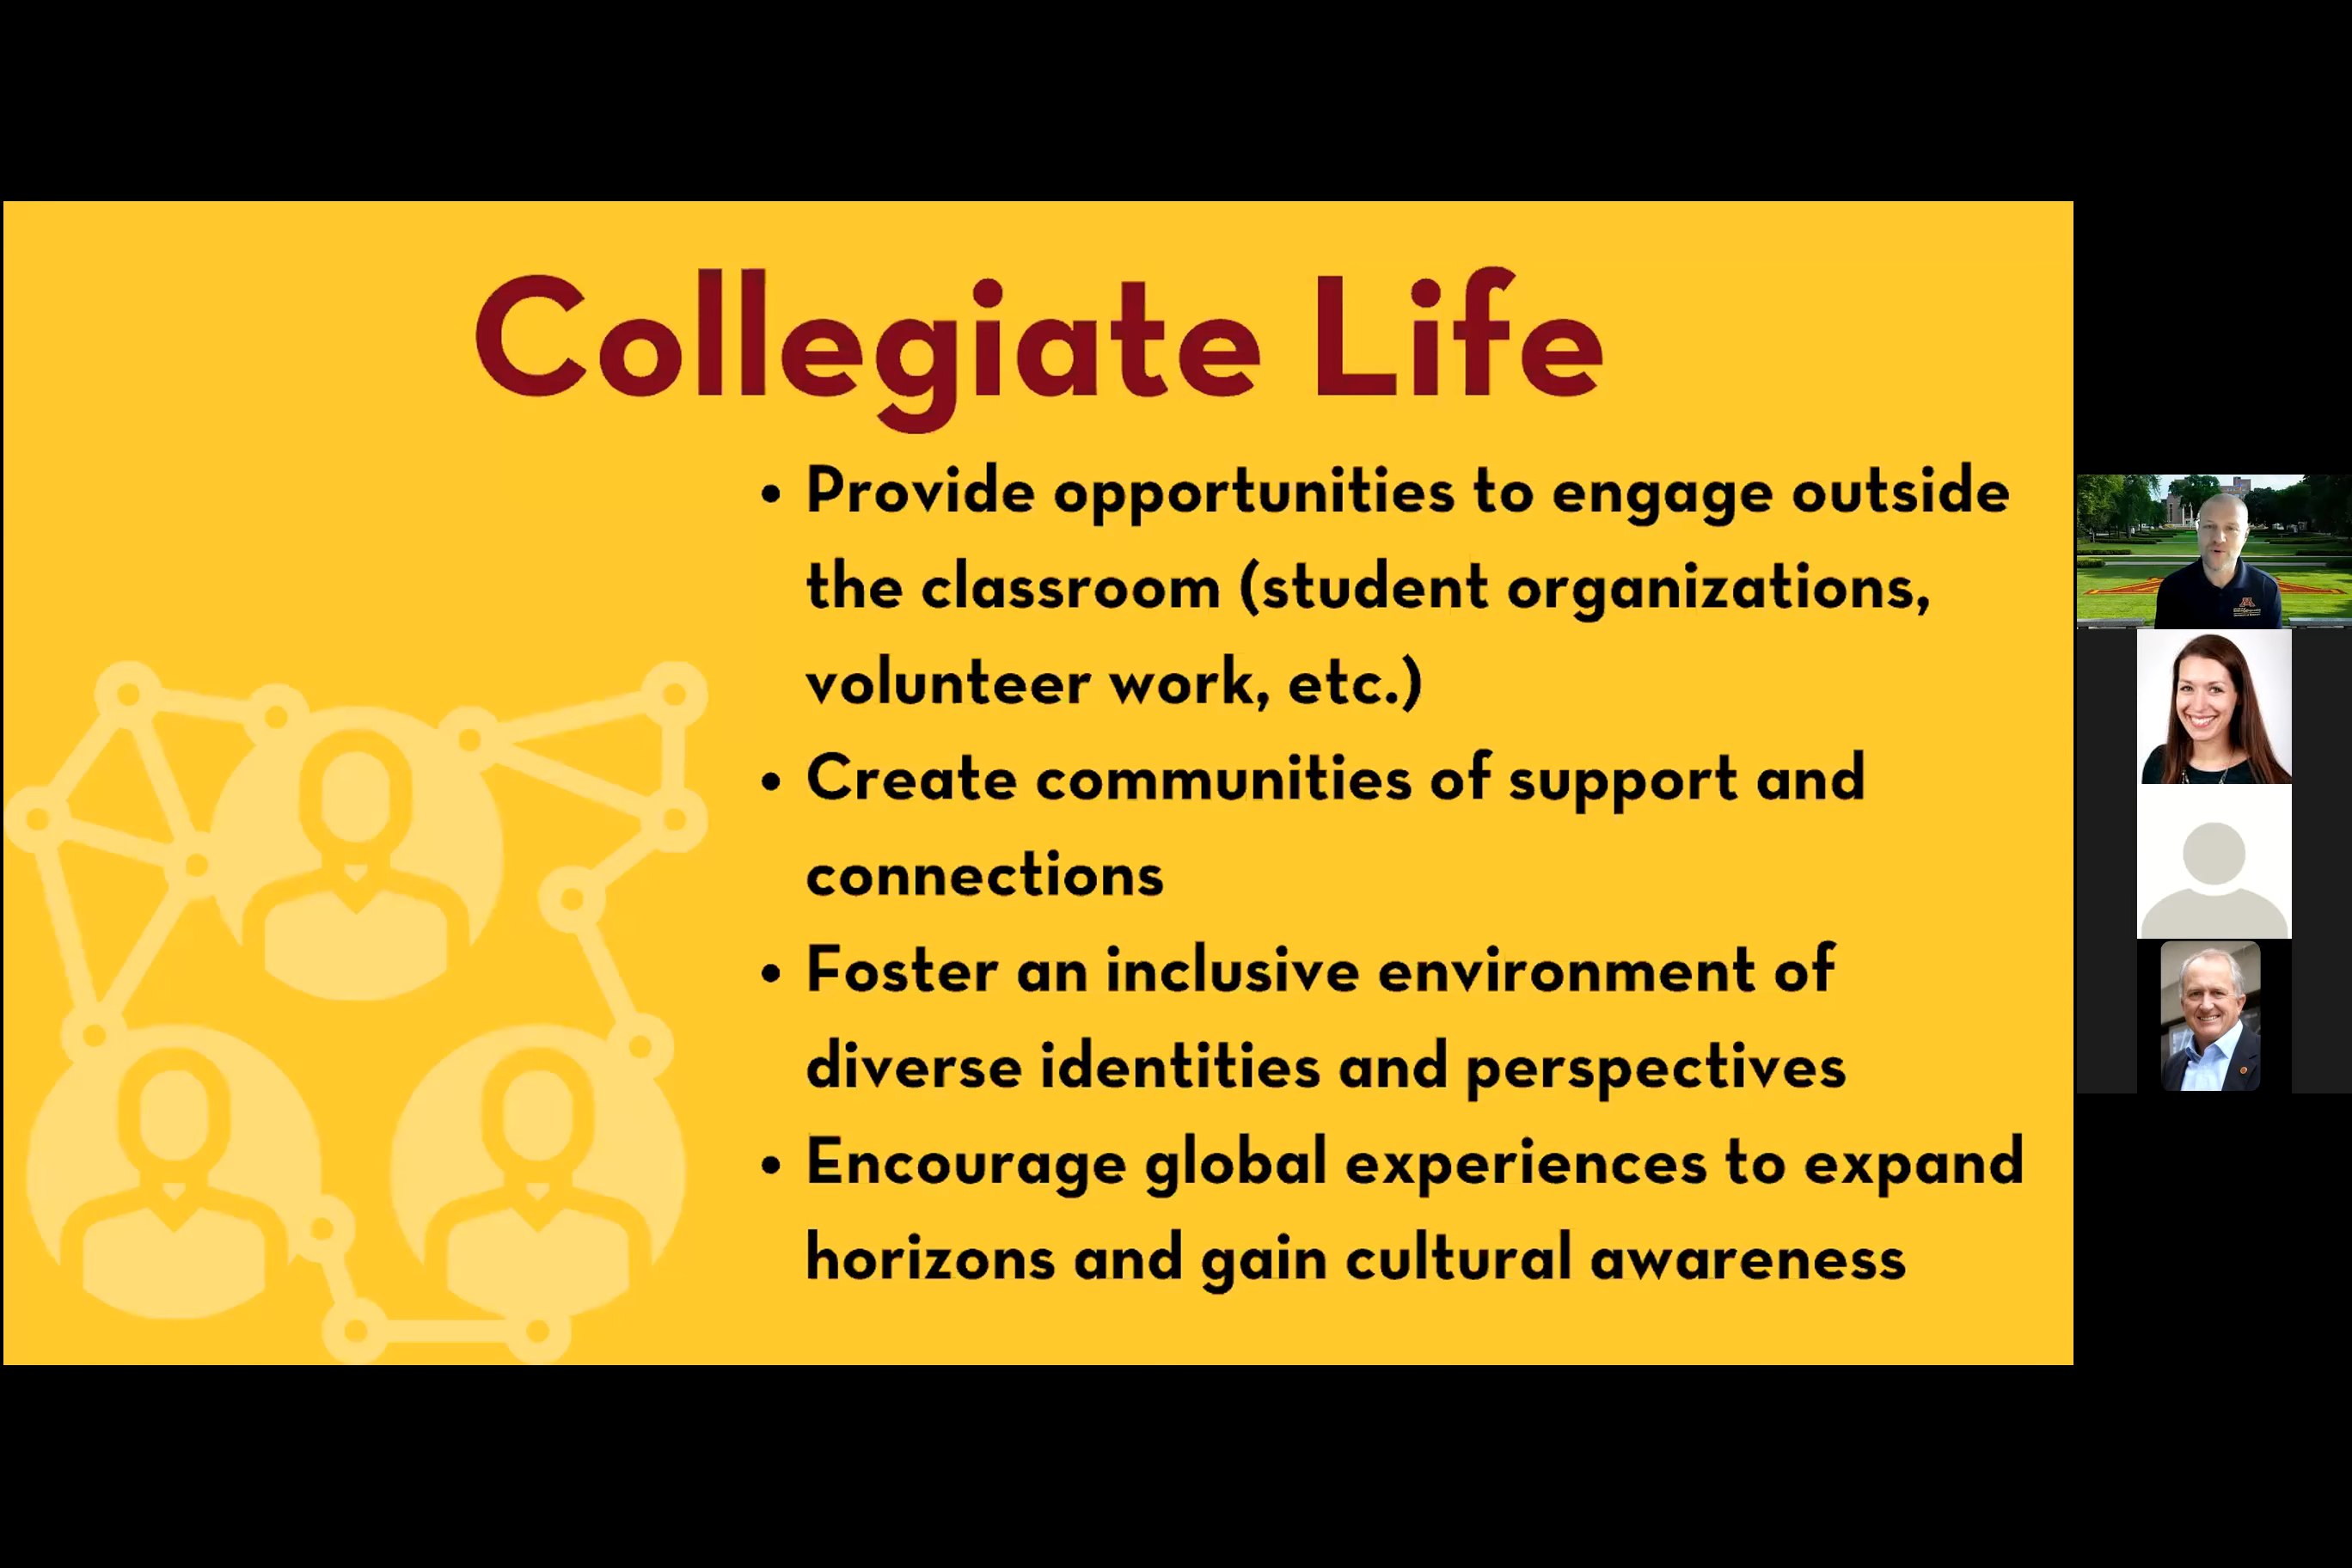 Collegiate Life
• Provide opportunities to engage outside
the classroom (student organizations,
volunteer work, etc.)
• Create communities of support and
connections
• Foster an inclusive environment of
diverse identities and perspectives
• Encourage global experiences to expand
horizons and gain cultural awareness